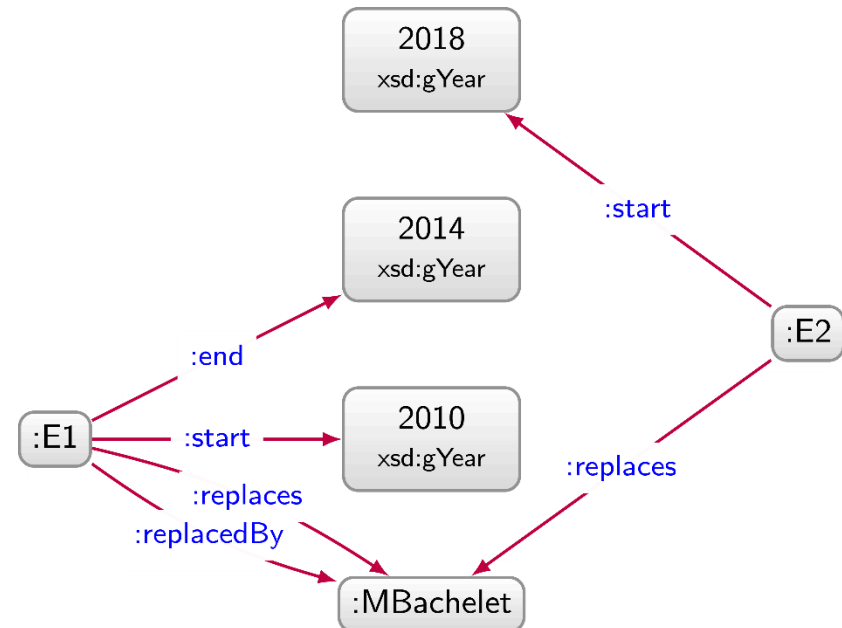 2018
xsd:gYear
:start
2014
xsd:gYear
:E2
:end
2010
xsd:gYear
:E1
:start
:replaces
:replaces
:replacedBy
:MBachelet